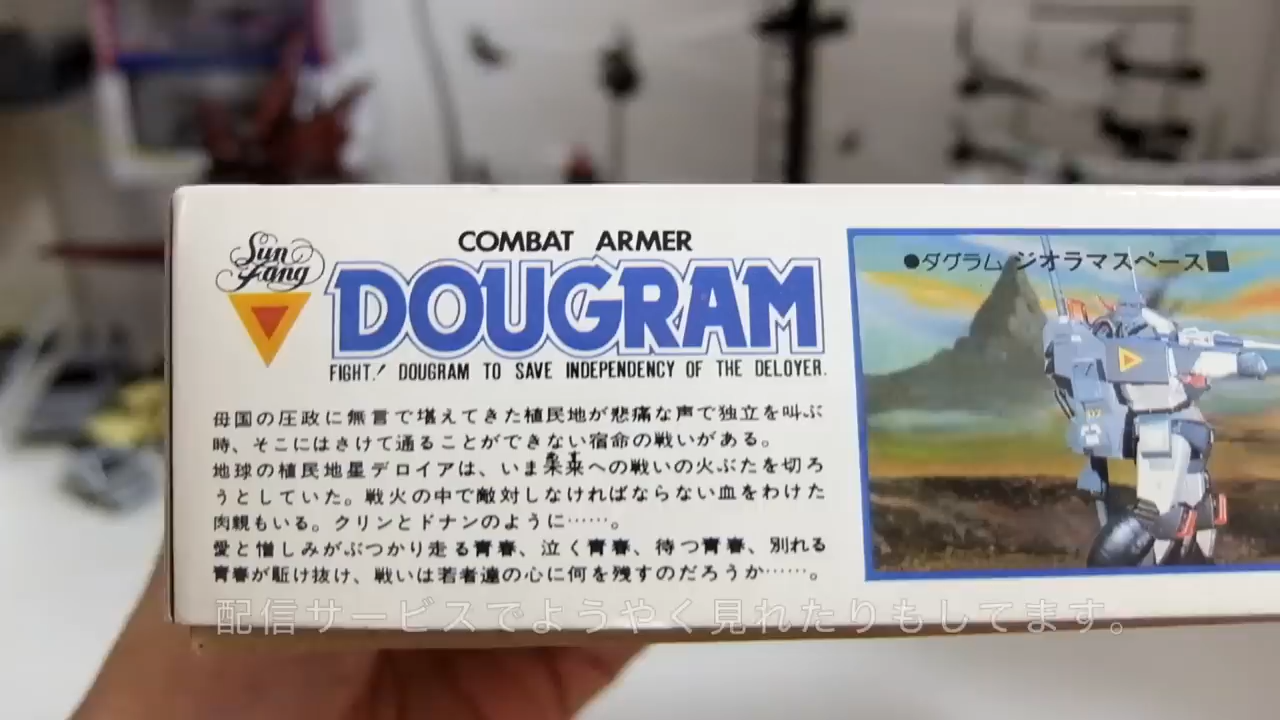 Sun Fang
COMBAT ARMER
DOUGRAM
FIGHT! DOUGRAM TO SAVE INDEPENDENCY OF THE DELOYER.
母国の圧政に無言で堪えてきた植民地が悲痛な声で独立を叫ぶ
時、そこにはさけて通ることができない宿命の戦いがある。
地球の植民地星デロイアは、いま未来への戦いの火ぶたを切ろ
うとしていた。戦火の中で敵対しなければならない血をわけた
肉親もいる。クリンとドナンのように……。
愛と憎しみがぶつかり走る青春、泣く青春、待つ青春、別れる
青春が駈け抜け、戦いは若者達の心に何を残すのだろうか……。
●ダグラム ジオラマスペース■
配信サービスでようやく見れたりもしてます。